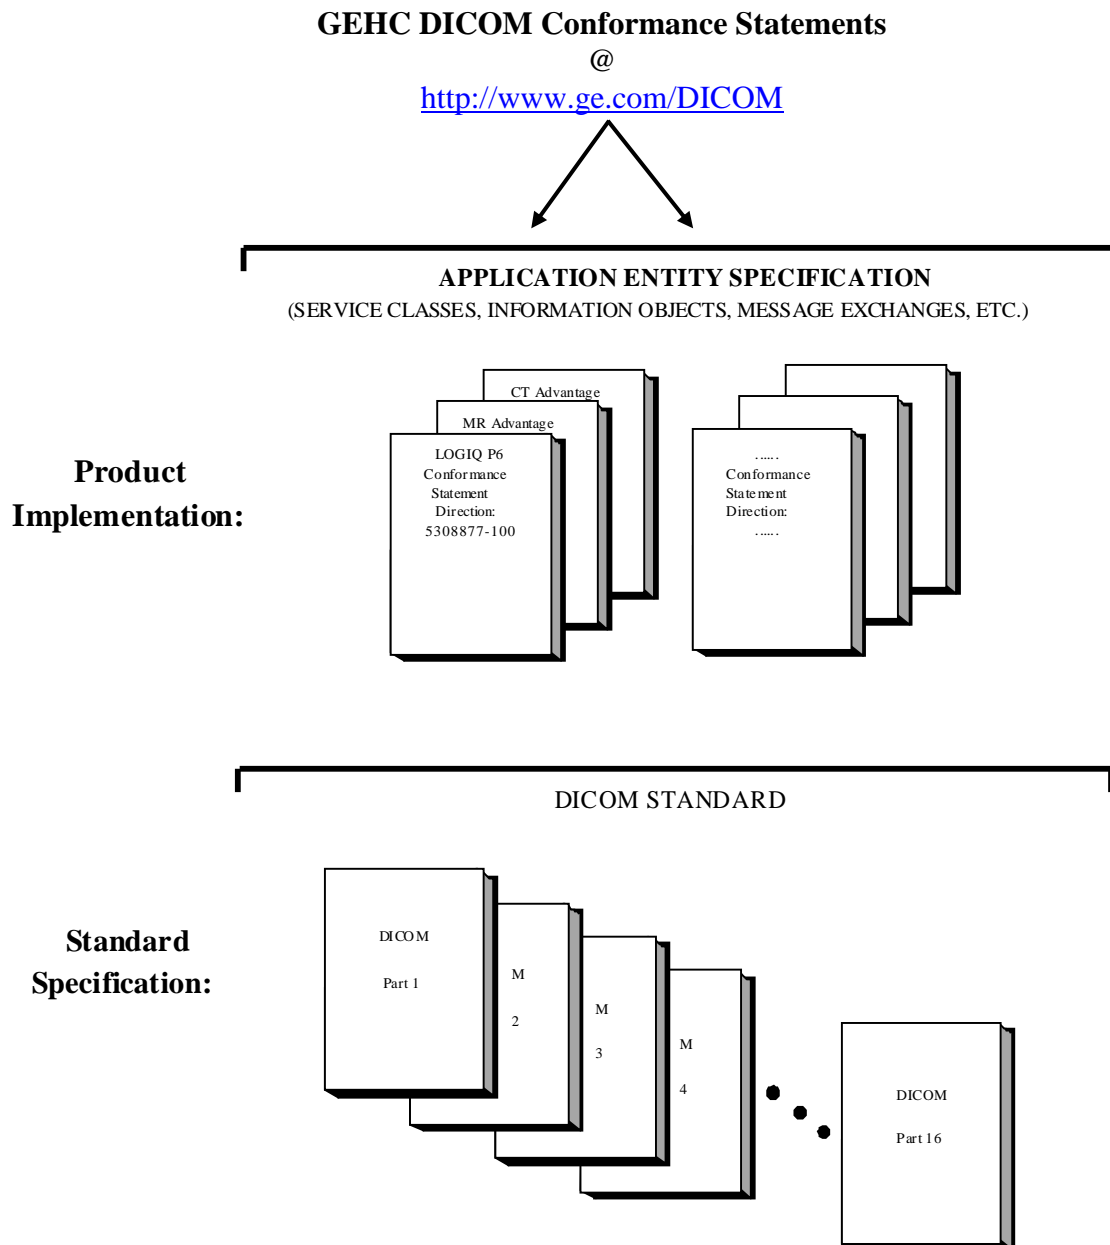 GEHC DICOM Conformance Statements
@
http://www.ge.com/DICOM
APPLICATION ENTITY SPECIFICATION
(SERVICE CLASSES, INFORMATION OBJECTS, MESSAGE EXCHANGES, ETC.)
CT Advantage
MR Advantage
LOGIQ P6
Conformance
Statement
Direction:
5308877-100
.....
Conformance
Statement
Direction:
.....
Product
Implementation:
DICOM STANDARD
Standard
Specification:
DICOM
Part 1
M
2
M
3
M
4
DICOM
Part 16